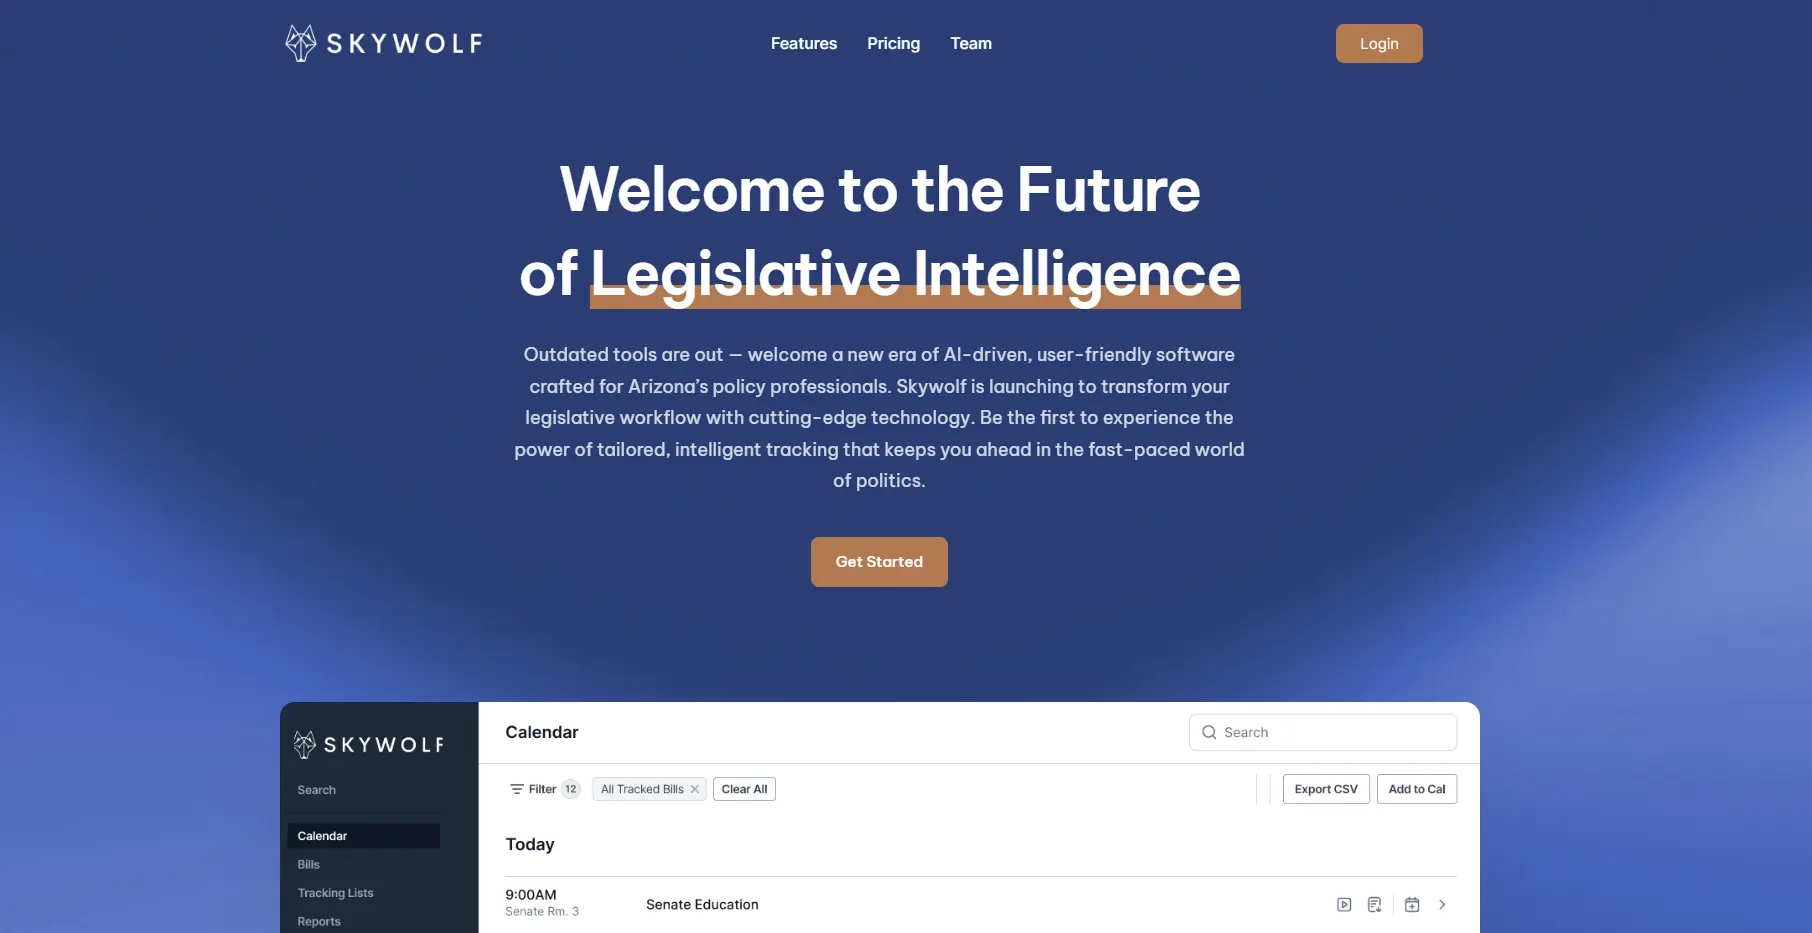 SKYWOLF
Features
Pricing
Team
Login
Welcome to the Future
of Legislative Intelligence
Outdated tools are out — welcome a new era of AI-driven, user-friendly software
crafted for Arizona’s policy professionals. Skywolf is launching to transform your
legislative workflow with cutting-edge technology. Be the first to experience the
power of tailored, intelligent tracking that keeps you ahead in the fast-paced world
of politics.
Get Started
SKYWOLF
Search
Calendar
Bills
Tracking Lists
Reports
Calendar
Search
Filter 12
All Tracked Bills
Clear All
Export CSV
Add to Cal
Today
9:00AM
Senate Rm. 3
Senate Education